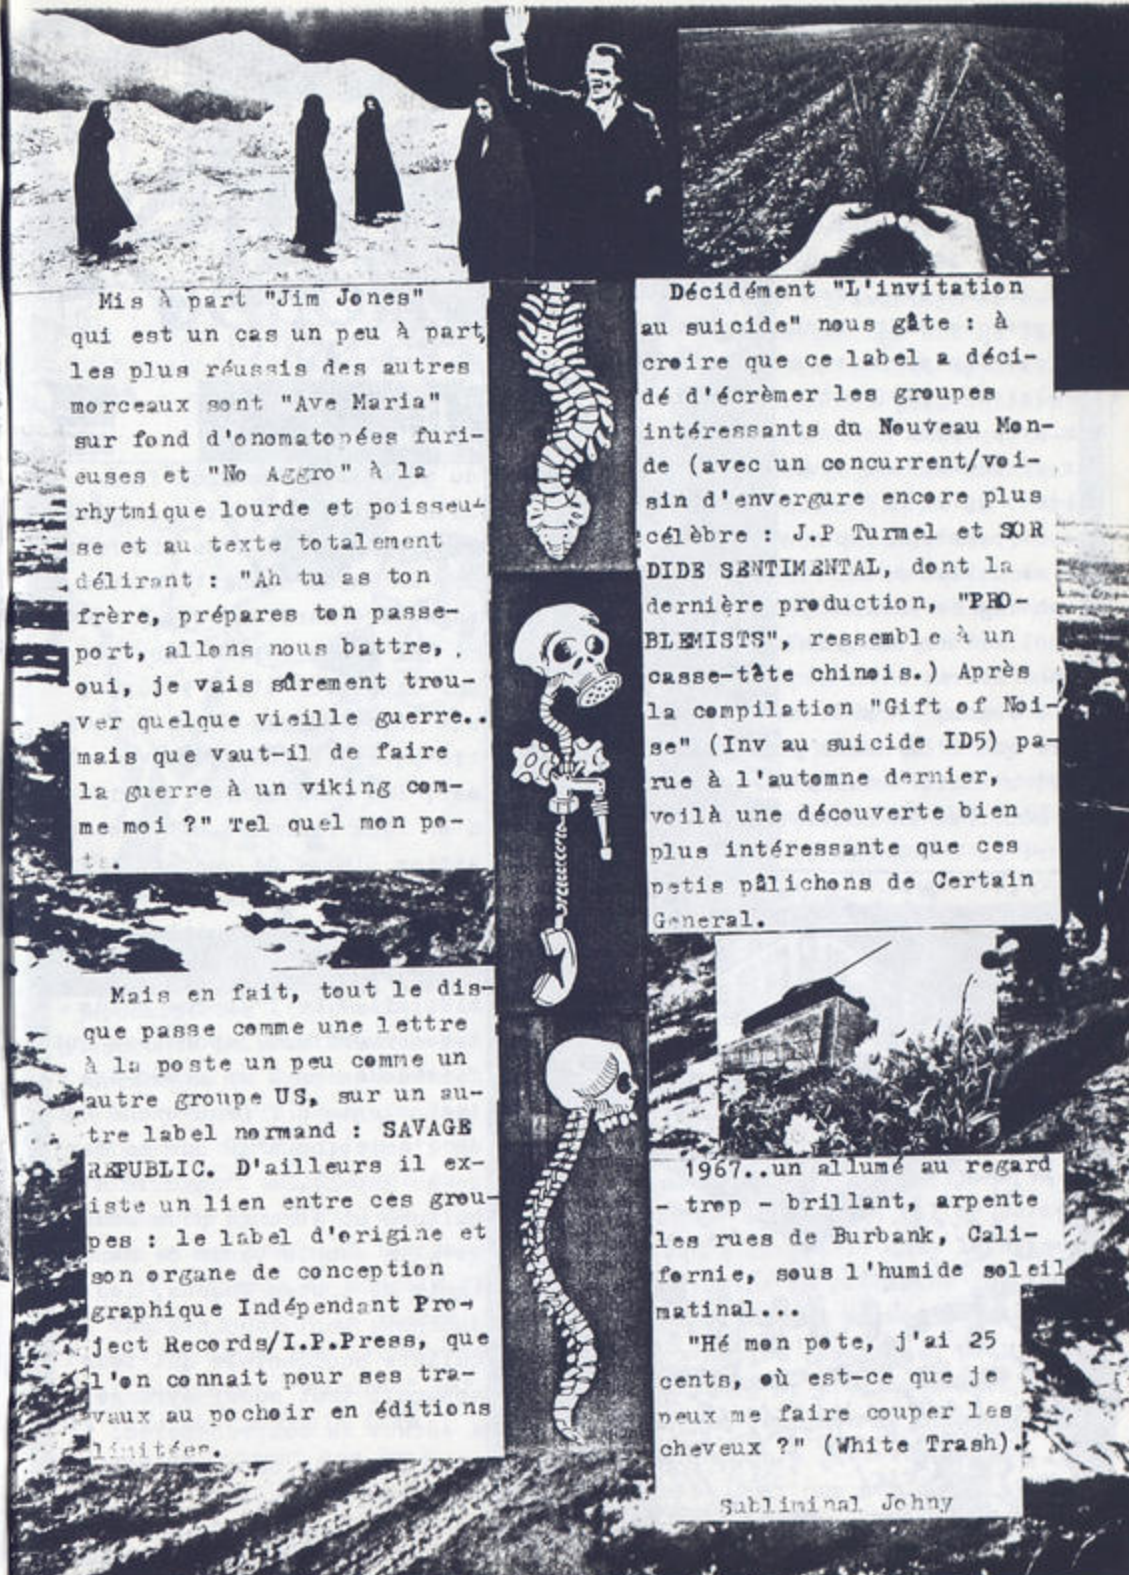 Mis à part "Jim Jones"
qui est un cas un peu à part,
les plus réussis des autres
morceaux sont "Ave Maria"
sur fond d'onomatopées furi-
euses et "No Aggro" à la
rhytmique lourde et poisseu-
se et au texte totalement
délirant : "Ah tu as ton
frère, prépares ton passe-
port, allons nous battre,
oui, je vais sûrement trou-
ver quelque vieille guerre..
mais que vaut-il de faire
la guerre à un viking com-
me moi ?" Tel quel mon po-
ti.
Mais en fait, tout le dis-
que passe comme une lettre
à la poste un peu comme un
autre groupe US, sur un au-
tre label normand : SAVAGE
REPUBLIC. D'ailleurs il ex-
iste un lien entre ces grou-
pes : le label d'origine et
son organe de conception
graphique Indépendant Pro-
ject Records/I.P.Press, que
l'on connait pour ses tra-
vaux au pochoir en éditions
limitées.
Décidément "L'invitation
au suicide" nous gâte : à
croire que ce label a déci-
dé d'écrèmer les groupes
intéressants du Nouveau Mon-
de (avec un concurrent/voi-
sin d'envergure encore plus
célèbre : J.P Turmel et SOR
DIDE SENTIMENTAL, dont la
dernière production, "PRO-
BLEMISTS", ressemble à un
casse-tête chinois.) Après
la compilation "Gift of Noi-
se" (Inv au suicide ID5) pa-
rue à l'automne dernier,
voilà une découverte bien
plus intéressante que ces
petis pâlichons de Certain
General.
1967..un allumé au regard
- trop - brillant, arpente
les rues de Burbank, Cali-
fornie, sous l'humide soleil
matinal...
"Hé mon pote, j'ai 25
cents, où est-ce que je
peux me faire couper les
cheveux ?" (White Trash).
Subliminal Johny